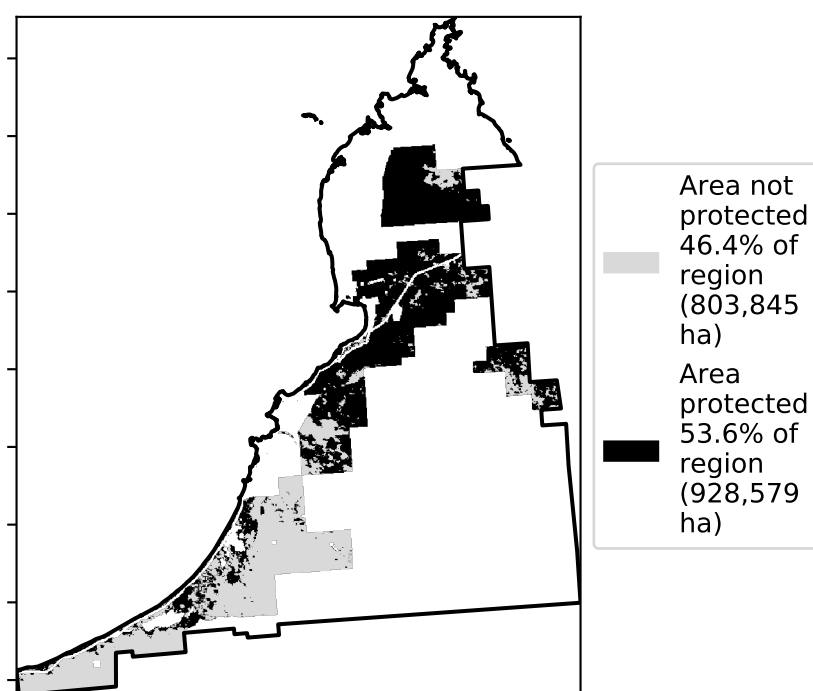 Area not
protected
46.4% of
region
(803,845
ha)
Area
protected
53.6% of
region
(928,579
ha)